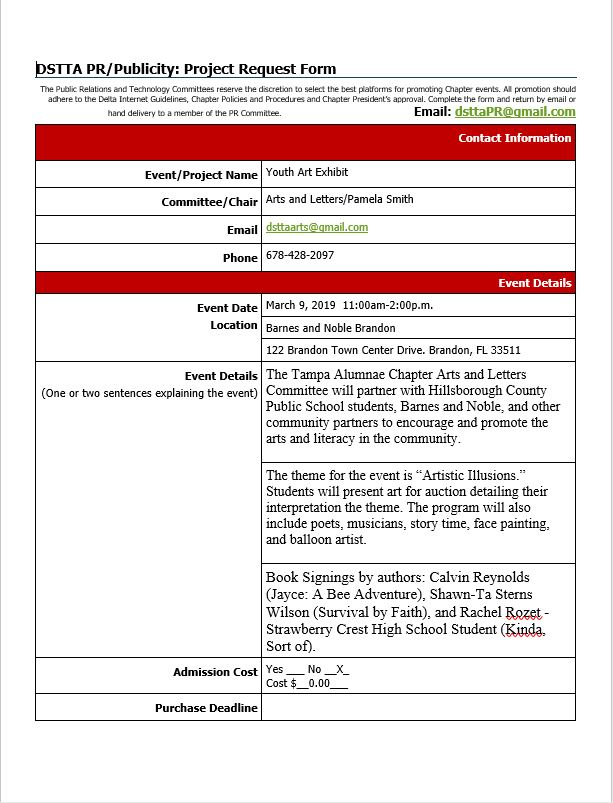 DSTTA PR/Publicity: Project Request Form
The Public Relations and Technology Committees reserve the discretion to select the best platforms for promoting Chapter events. All promotion should
adhere to the Delta Internet Guidelines, Chapter Policies and Procedures and Chapter President's approval. Complete the form and return by email or
hand delivery to a member of the PR Committee. Email: dsttaPR@gmail.com
Contact Information
Event/Project Name Youth Art Exhibit
Committee/Chair Arts and Letters/Pamela Smith
Email dsttaarts@gmail.com
Phone 678-428-2097
Event Details
Event Date March 9, 2019  11:00am-2:00p.m.
Location Barnes and Noble Brandon
122 Brandon Town Center Drive. Brandon, FL 33511
Event Details
(One or two sentences explaining the event)
The Tampa Alumnae Chapter Arts and Letters
Committee will partner with Hillsborough County
Public School students, Barnes and Noble, and other
community partners to encourage and promote the
arts and literacy in the community.
The theme for the event is “Artistic Illusions.”
Students will present art for auction detailing their
interpretation the theme. The program will also
include poets, musicians, story time, face painting,
and balloon artist.
Book Signings by authors: Calvin Reynolds
(Jayce: A Bee Adventure), Shawn-Ta Sterns
Wilson (Survival by Faith), and Rachel Rozet -
Strawberry Crest High School Student (Kinda,
Sort of).
Admission Cost Yes ___ No __X_
Cost $__0.00___
Purchase Deadline